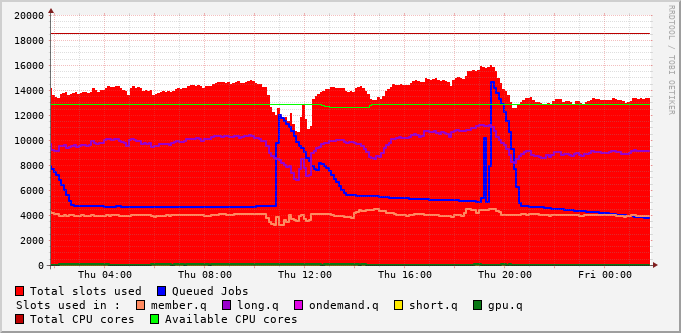 20000
18000
16000
14000
12000
10000
8000
6000
4000
2000
0
Thu 04:00 Thu 08:00 Thu 12:00 Thu 16:00 Thu 20:00 Fri 00:00
RRDTOOL / TOBI OETIKER
Total slots used Queued Jobs
Slots used in : member.q long.q ondemand.q short.q gpu.q
Total CPU cores Available CPU cores